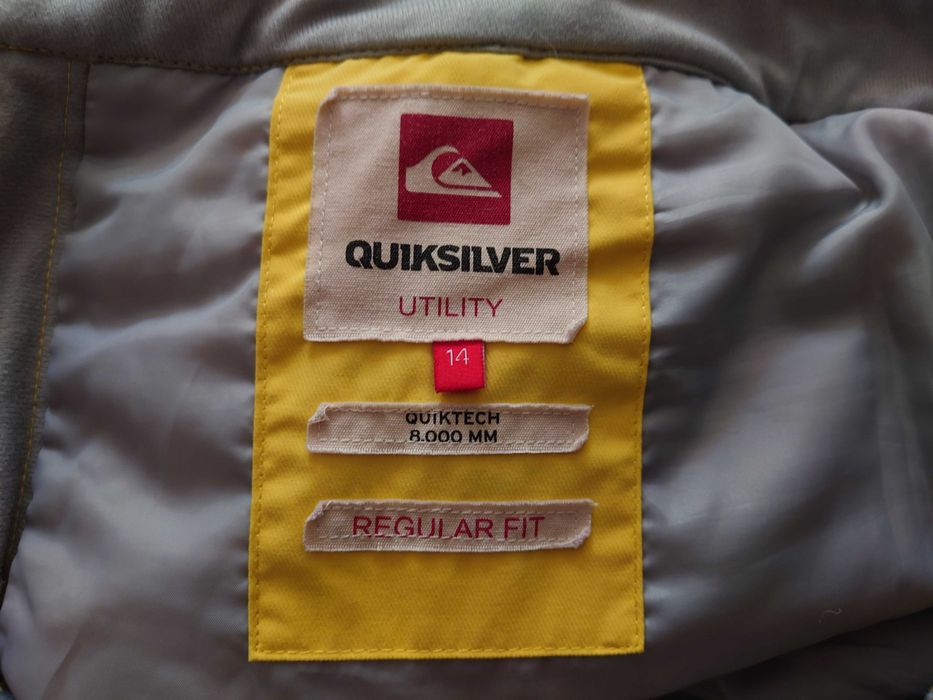 QUIKSILVER
UTILITY
14
QUIKTECH
8.000 MM
REGULAR FIT